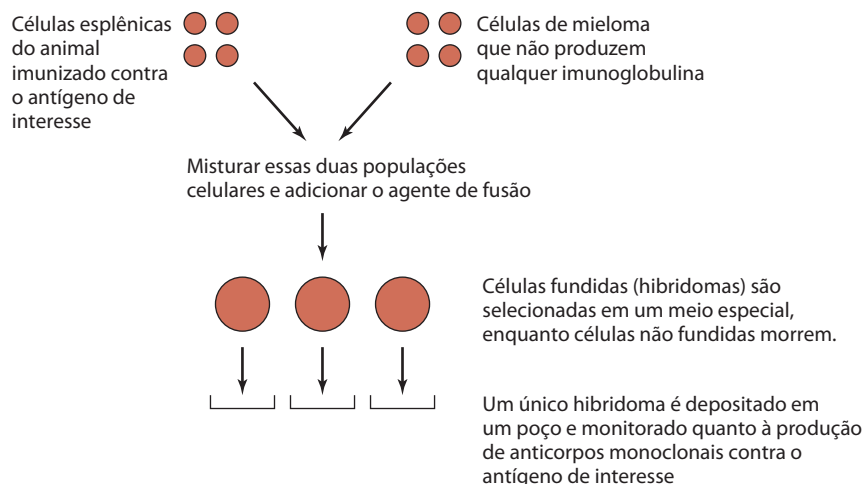 Células esplênicas
do animal
imunizado contra
o antígeno de
interesse
Células de mieloma
que não produzem
qualquer imunoglobulina
Misturar essas duas populações
celulares e adicionar o agente de fusão
Células fundidas (hibridomas) são
selecionadas em um meio especial,
enquanto células não fundidas morrem.
Um único hibridoma é depositado em
um poço e monitorado quanto à produção
de anticorpos monoclonais contra o
antígeno de interesse